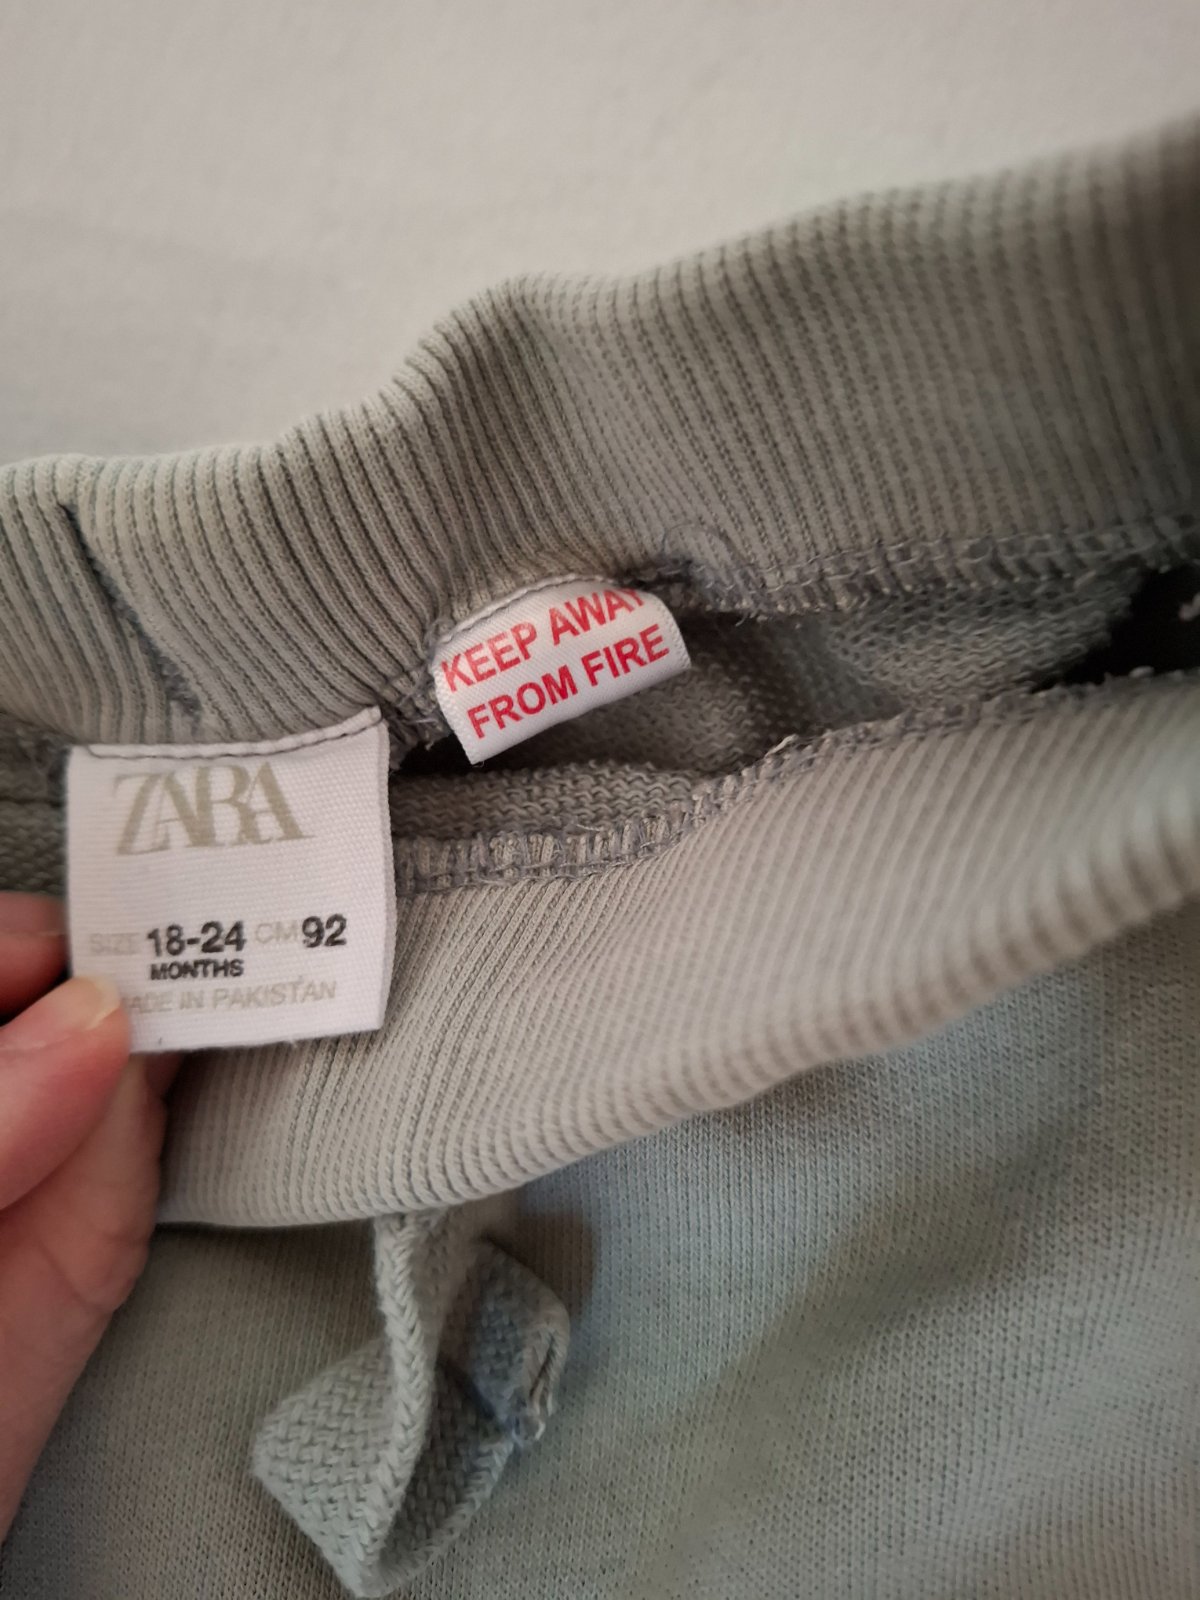 KEEP AWAY
FROM FIRE
ZARA
SIZE 18-24 CM 92
MONTHS
MADE IN PAKISTAN